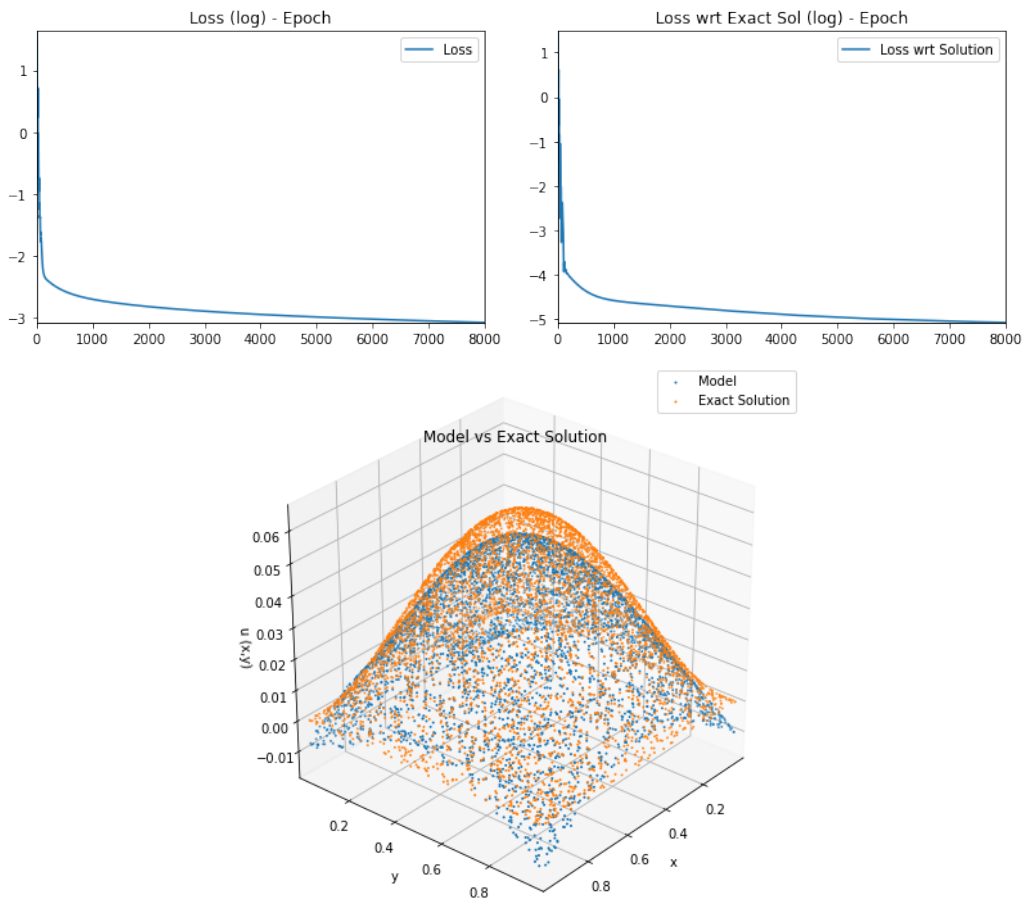 Loss (log) - Epoch
Loss
1
0
−1
−2
−3
0 1000 2000 3000 4000 5000 6000 7000 8000
Loss wrt Exact Sol (log) - Epoch
Loss wrt Solution
1
0
−1
−2
−3
−4
−5
0 1000 2000 3000 4000 5000 6000 7000 8000
Model
Exact Solution
Model vs Exact Solution
0.06
0.05
0.04
0.03
0.02
0.01
0.00
−0.01
u (x,y)
0.2
0.4
0.6
0.8
y
0.2
0.4
0.6
0.8
x